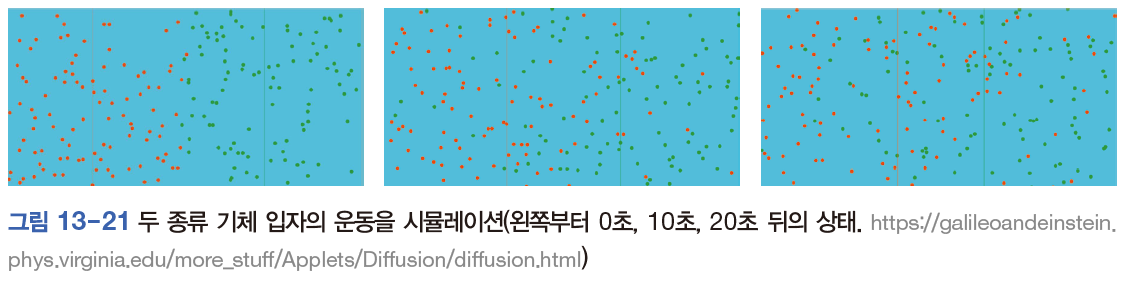 그림 13-21 두 종류 기체 입자의 운동을 시뮬레이션(왼쪽부터 0초, 10초, 20초 뒤의 상태. https://galileoandeinstein.
phys.virginia.edu/more_stuff/Applets/Diffusion/diffusion.html)